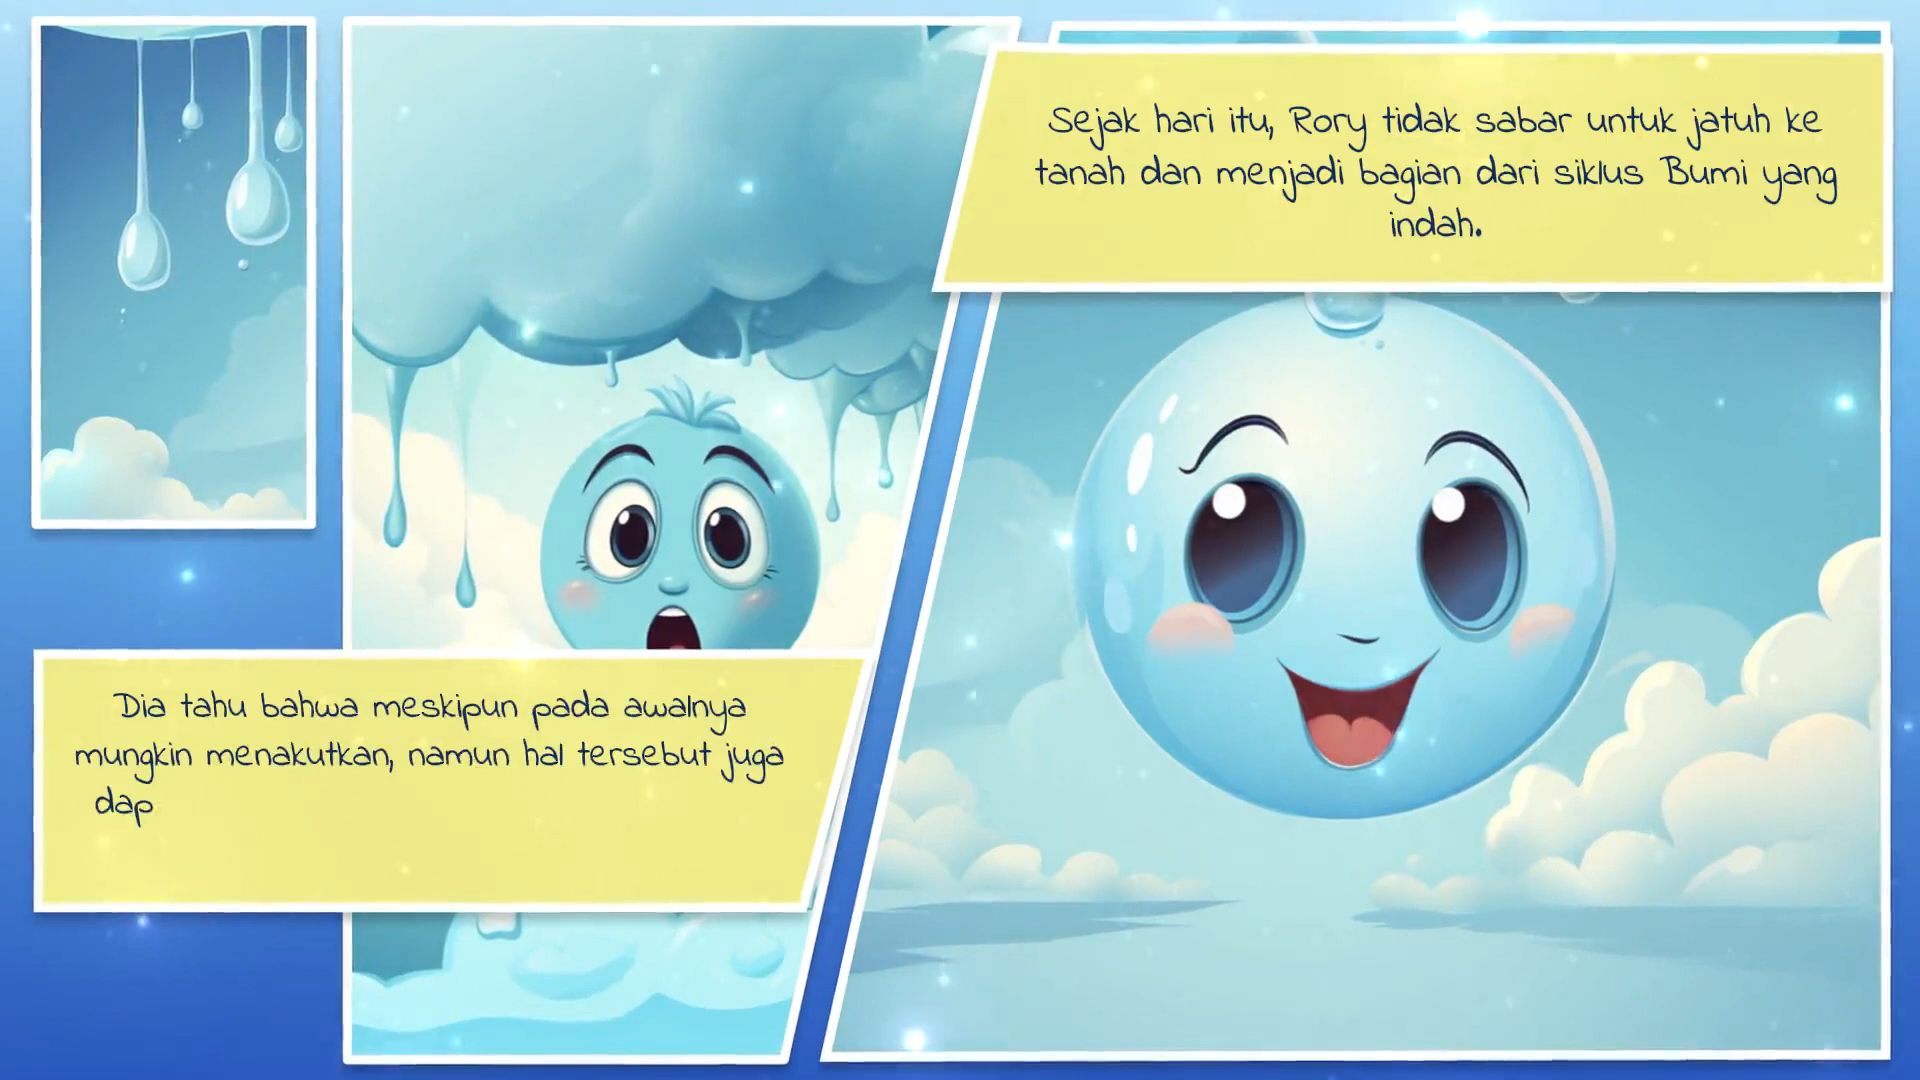 Sejak hari itu, Rory tidak sabar untuk jatuh ke
tanah dan menjadi bagian dari siklus Bumi yang
indah.
Dia tahu bahwa meskipun pada awalnya
mungkin menakutkan, namun hal tersebut juga
dap